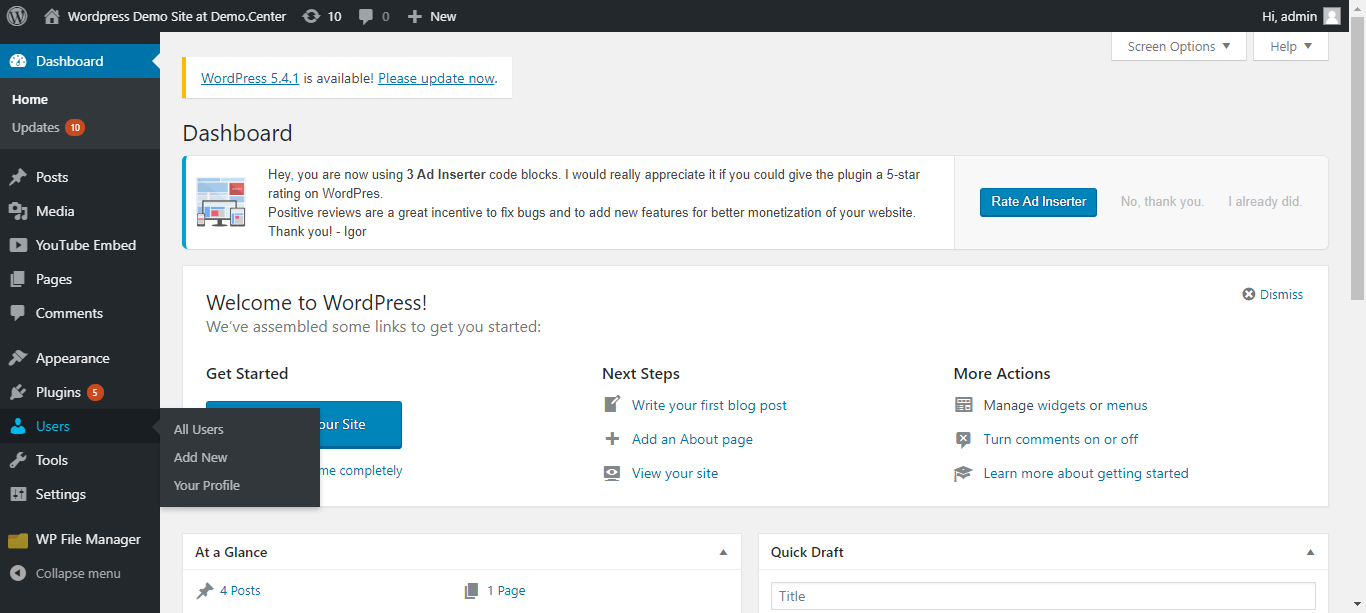 Wordpress Demo Site at Demo.Center 10 0 New Hi, admin
Screen Options Help
Dashboard
Home
Updates 10
Posts
Media
YouTube Embed
Pages
Comments
Appearance
Plugins 5
Users
Tools
Settings
WP File Manager
Collapse menu
All Users
Add New
Your Profile
WordPress 5.4.1 is available! Please update now.
Dashboard
Hey, you are now using 3 Ad Inserter code blocks. I would really appreciate it if you could give the plugin a 5-star
rating on WordPres.
Positive reviews are a great incentive to fix bugs and to add new features for better monetization of your website.
Thank you! - Igor
Rate Ad Inserter No, thank you. I already did.
Welcome to WordPress!
Dismiss
We've assembled some links to get you started:
Get Started
our Site
me completely
Next Steps
Write your first blog post
Add an About page
View your site
More Actions
Manage widgets or menus
Turn comments on or off
Learn more about getting started
At a Glance
4 Posts 1 Page
Quick Draft
Title